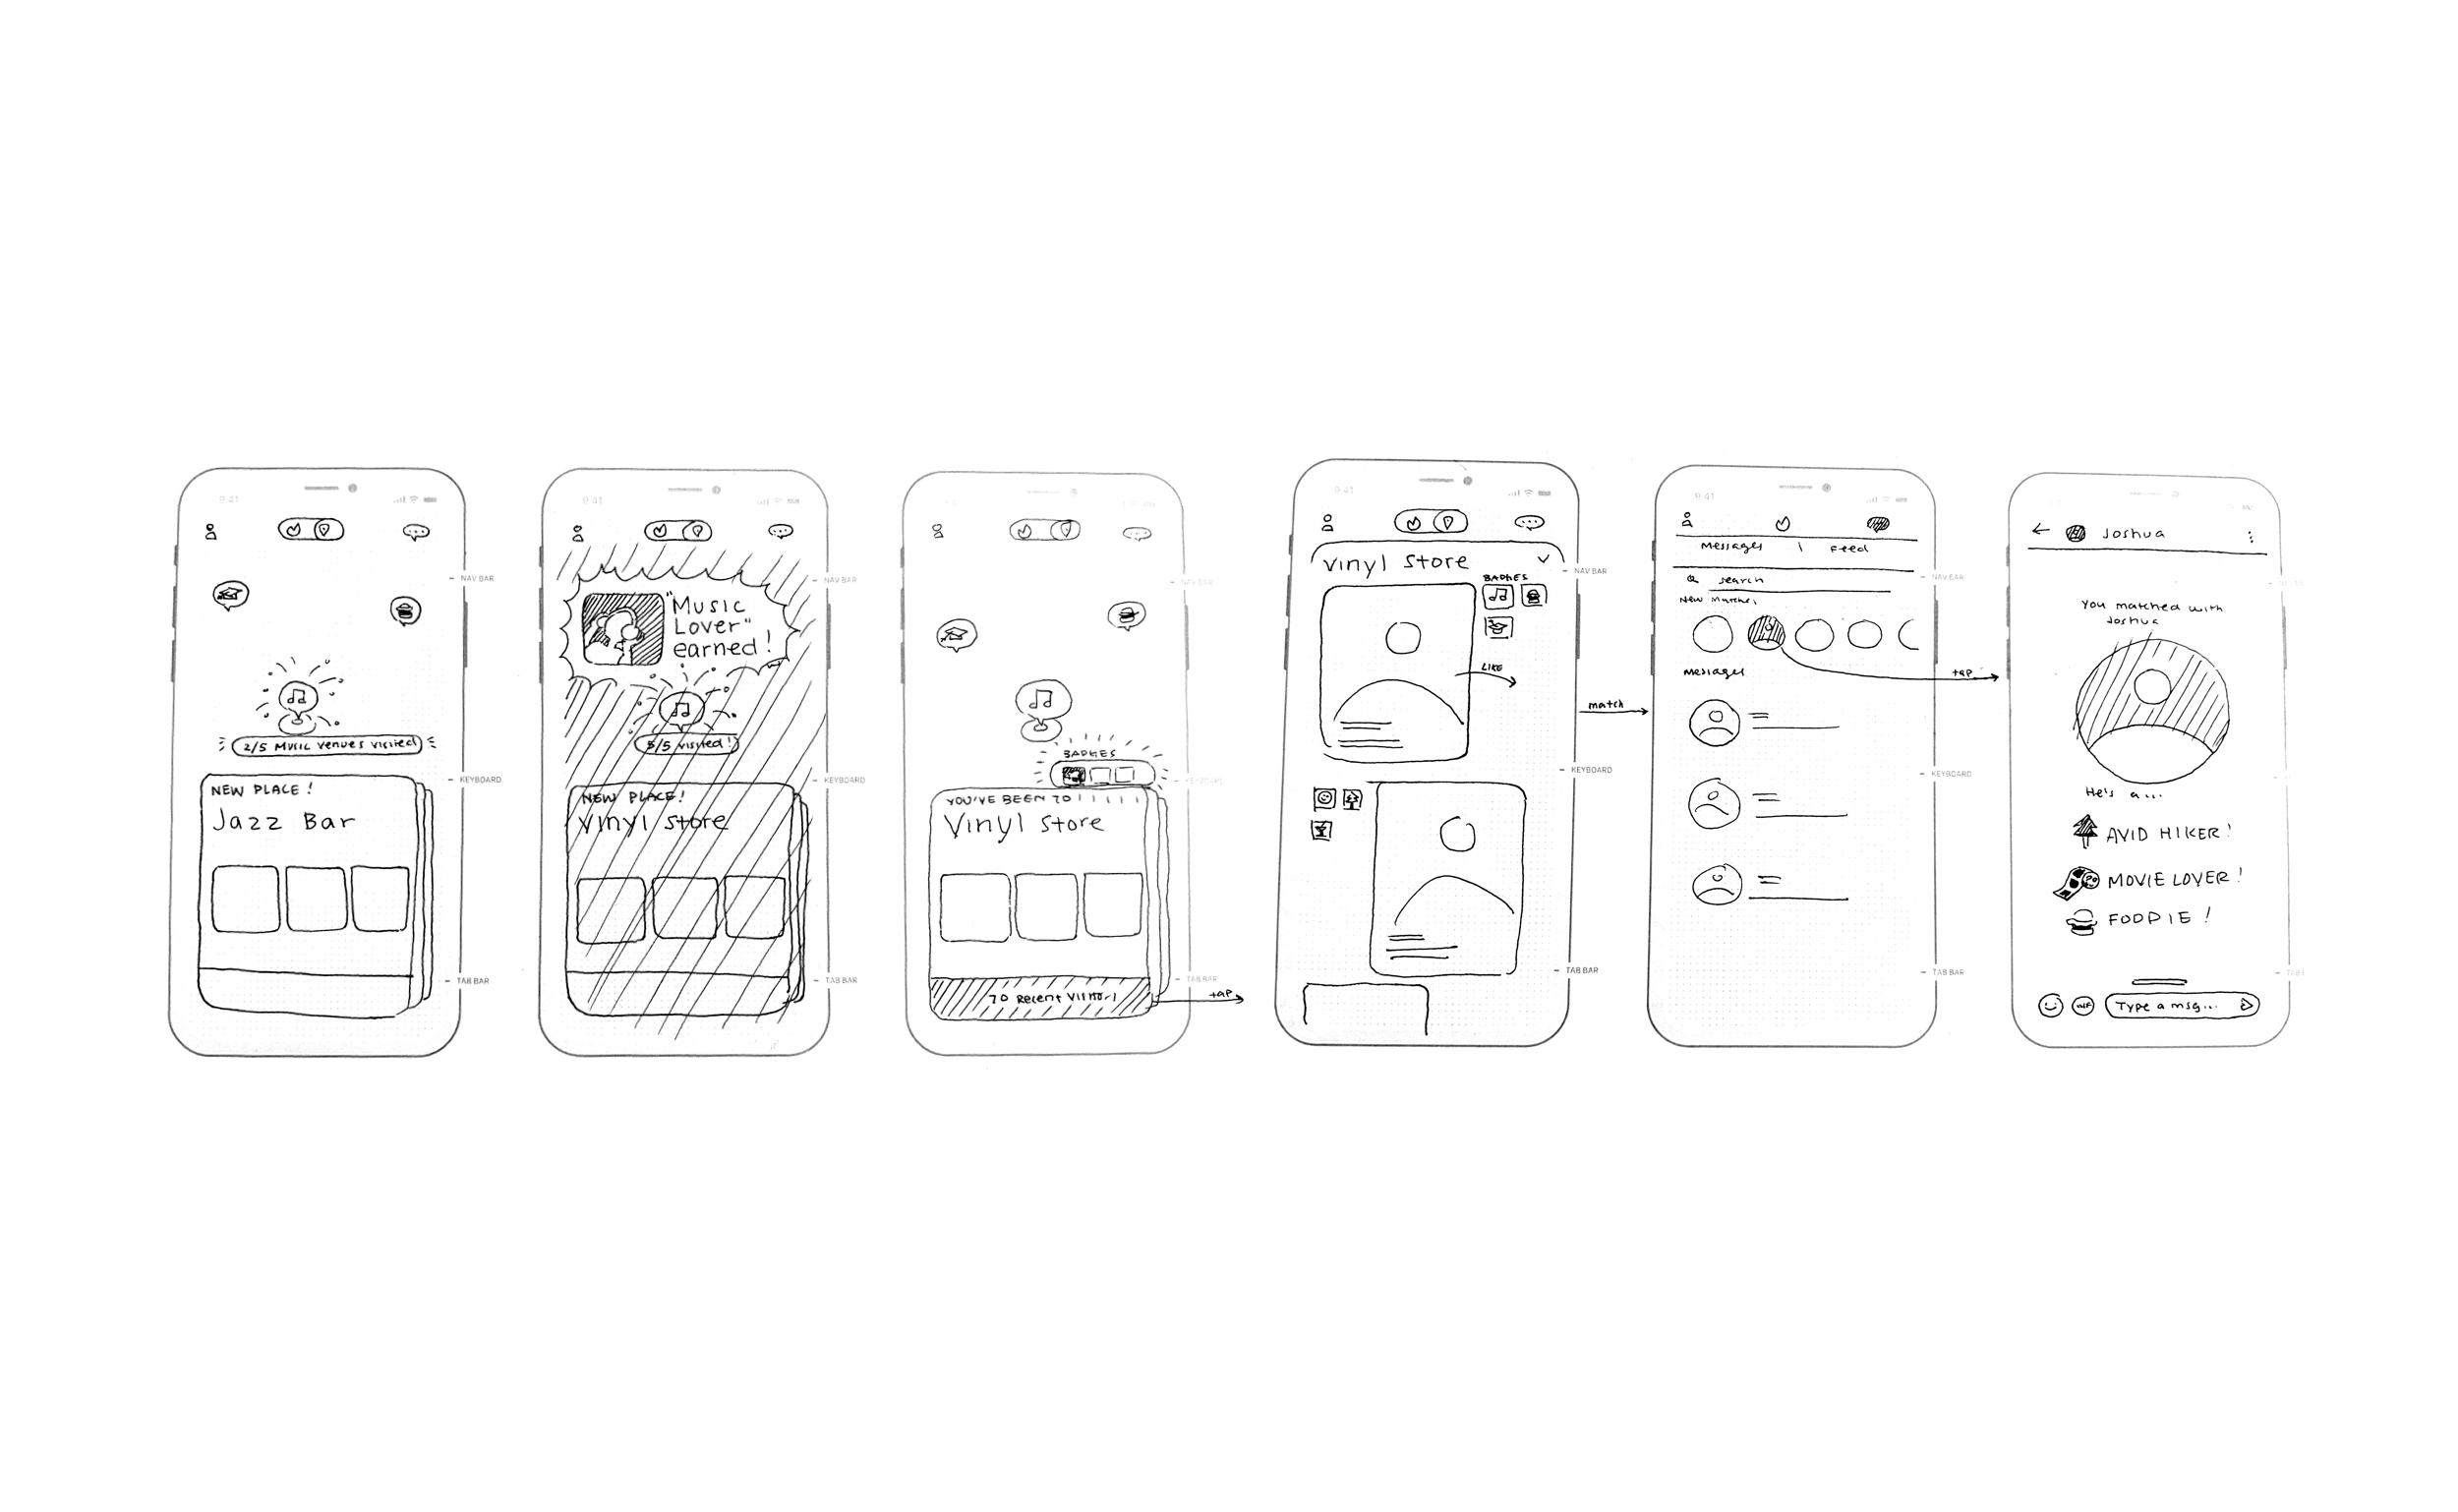 9:41
NAV BAR
2/5 MUSIC VENUES VISITED
KEYBOARD
NEW PLACE!
Jazz Bar
TAB BAR
9:41
NAV BAR
"Music
Lover"
earned!
5/5 visited!
KEYBOARD
NEW PLACE!
Vinyl store
TAB BAR
NAV BAR
BADGES
KEYBOARD
YOU'VE BEEN TO
Vinyl store
TAB BAR
70 Recent Visitors
tap
9:41
Vinyl store
NAV BAR
BADGES
LIKE
match
KEYBOARD
TAB BAR
9:41
Messages | Feed
search
NAV BAR
New Matches
Messages
tap
KEYBOARD
TAB BAR
Joshua
You matched with
Joshua
He's a...
AVID HIKER!
MOVIE LOVER!
FOODIE!
Type a msg...